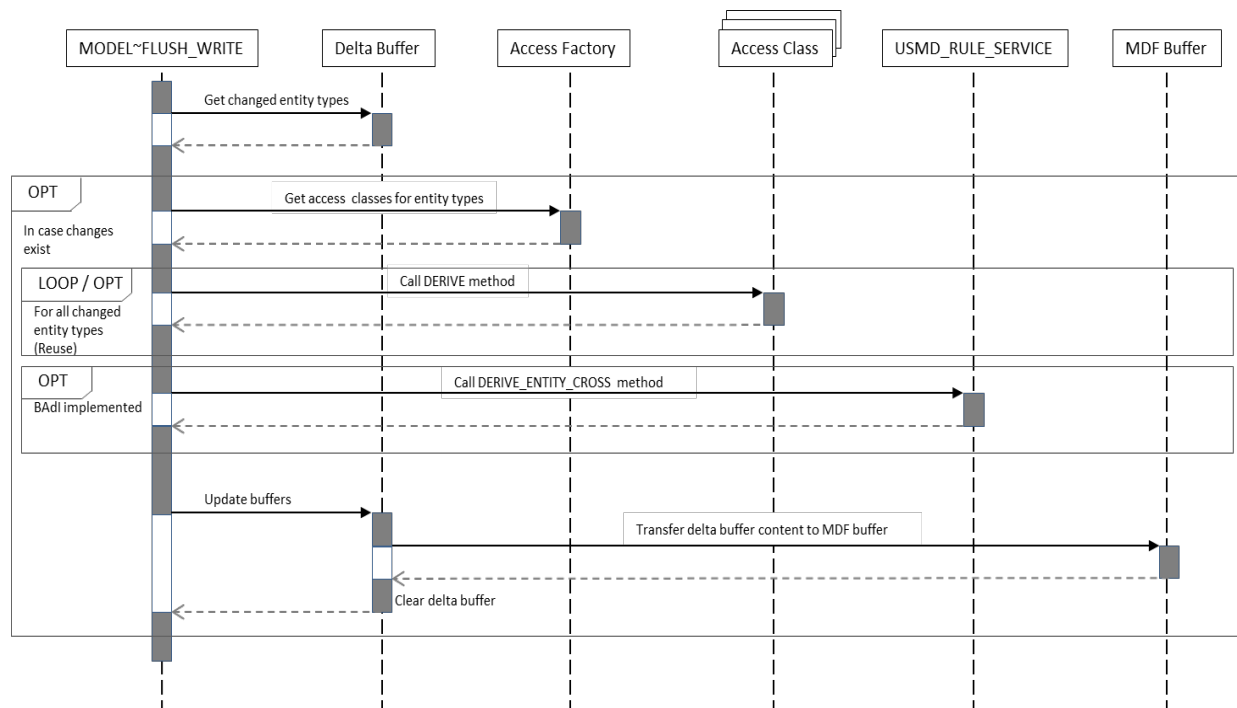 MODEL~FLUSH_WRITE
Delta Buffer
Access Factory
Access Class
USMD_RULE_SERVICE
MDF Buffer
Get changed entity types
OPT
Get access classes for entity types
In case changes
exist
LOOP / OPT
Call DERIVE method
For all changed
entity types
(Reuse)
OPT
Call DERIVE_ENTITY_CROSS method
BAdI implemented
Update buffers
Transfer delta buffer content to MDF buffer
Clear delta buffer